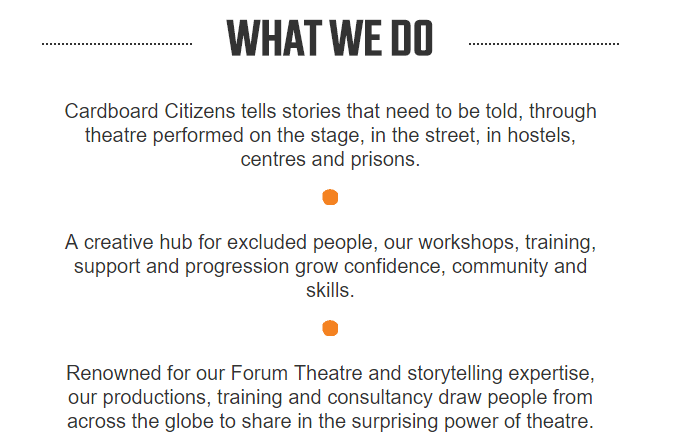 WHAT WE DO
Cardboard Citizens tells stories that need to be told, through
theatre performed on the stage, in the street, in hostels,
centres and prisons.
A creative hub for excluded people, our workshops, training,
support and progression grow confidence, community and
skills.
Renowned for our Forum Theatre and storytelling expertise,
our productions, training and consultancy draw people from
across the globe to share in the surprising power of theatre.